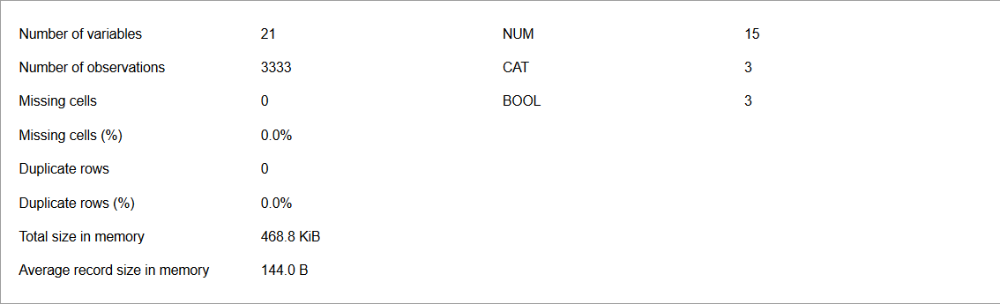 Number of variables 21 NUM 15
Number of observations 3333 CAT 3
Missing cells 0 BOOL 3
Missing cells (%) 0.0%
Duplicate rows 0
Duplicate rows (%) 0.0%
Total size in memory 468.8 KiB
Average record size in memory 144.0 B